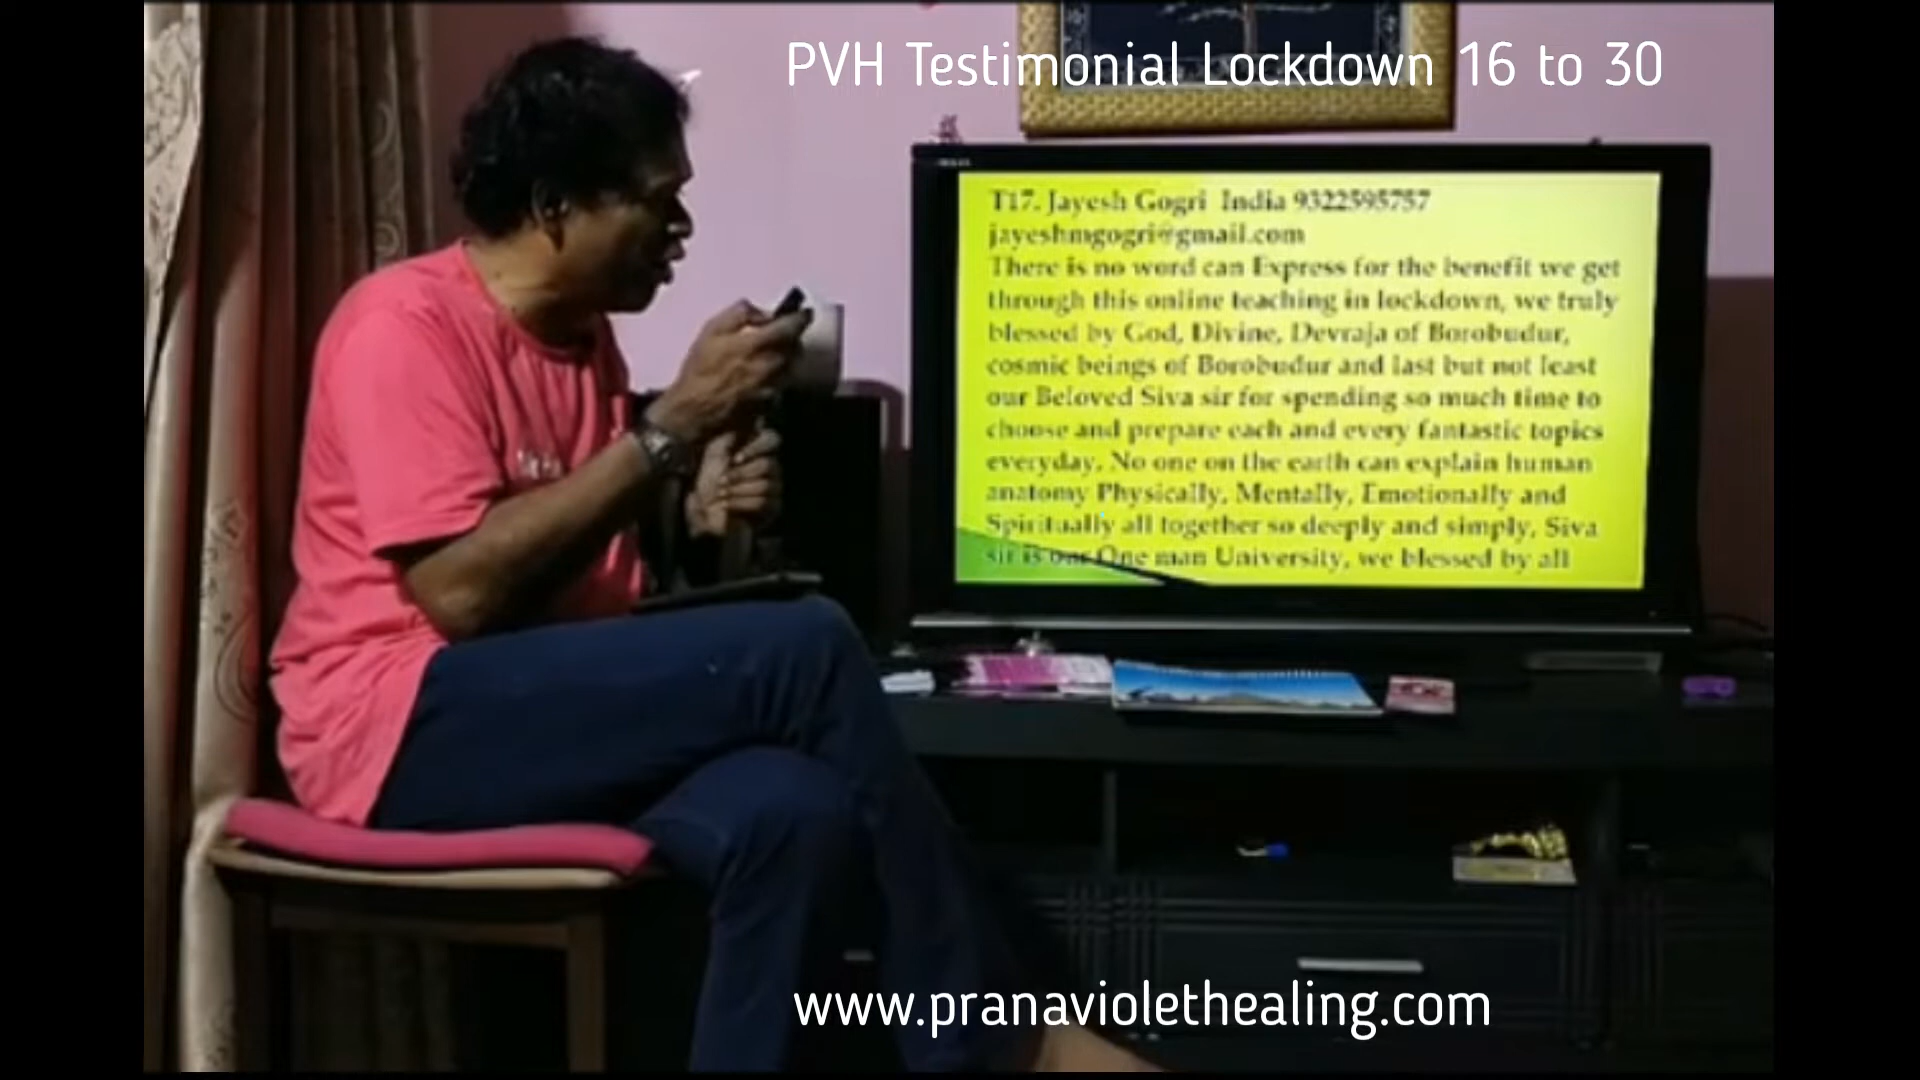 PVH Testimonial Lockdown 16 to 30
T17. Jayesh Gogri India 9322595757
jayeshmgogri@gmail.com
There is no word can Express for the benefit we get
through this online teaching in lockdown, we truly
blessed by God, Divine, Devraja of Borobudur,
cosmic beings of Borobudur and last but not least
our Beloved Siva sir for spending so much time to
choose and prepare each and every fantastic topics
everyday. No one on the earth can explain human
anatomy Physically, Mentally, Emotionally and
Spiritually all together so deeply and simply, Siva
sir is our One man University, we blessed by all
www.pranaviolethealing.com